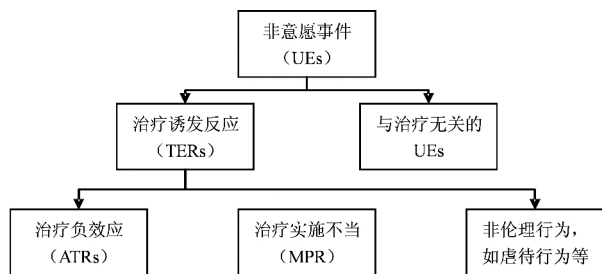 非意愿事件
（UEs）
治疗诱发反应
（TERs）
与治疗无关的
UEs
治疗负效应
（ATRs）
治疗实施不当
（MPR）
非伦理行为，
如虐待行为等